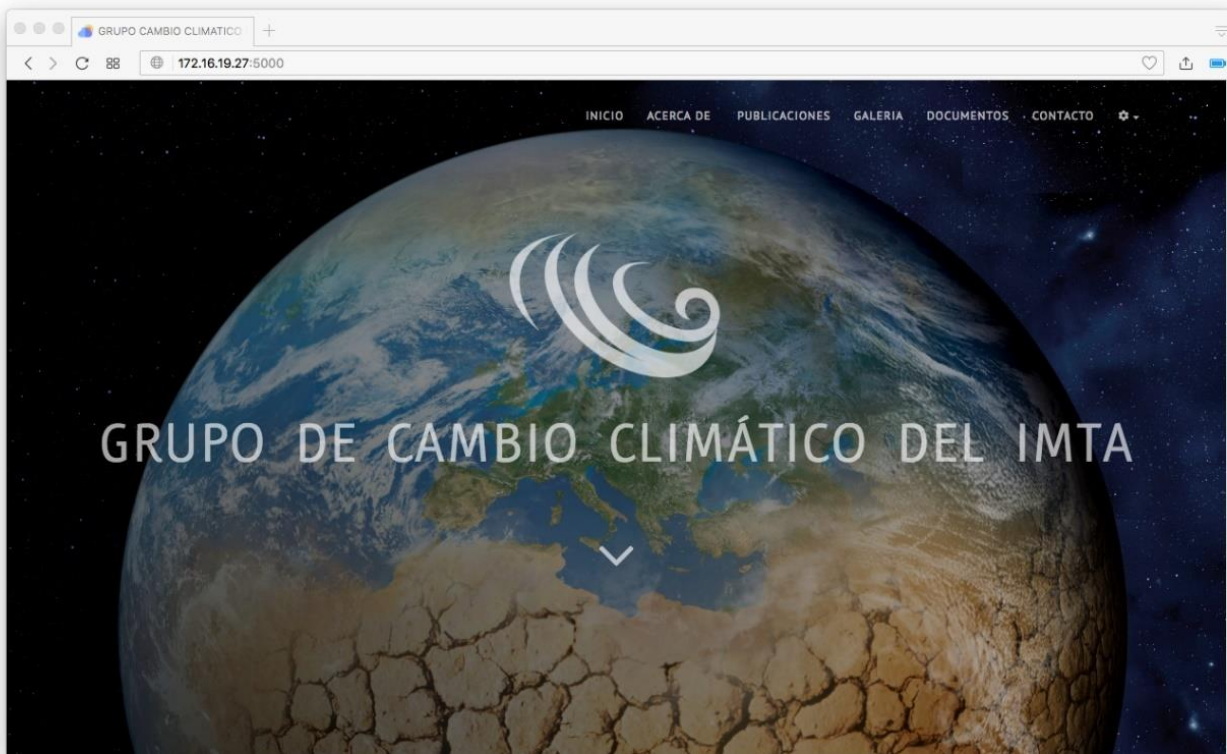 GRUPO CAMBIO CLIMATICO
172.16.19.27:5000
INICIO ACERCA DE PUBLICACIONES GALERIA DOCUMENTOS CONTACTO
GRUPO DE CAMBIO CLIMÁTICO DEL IMTA